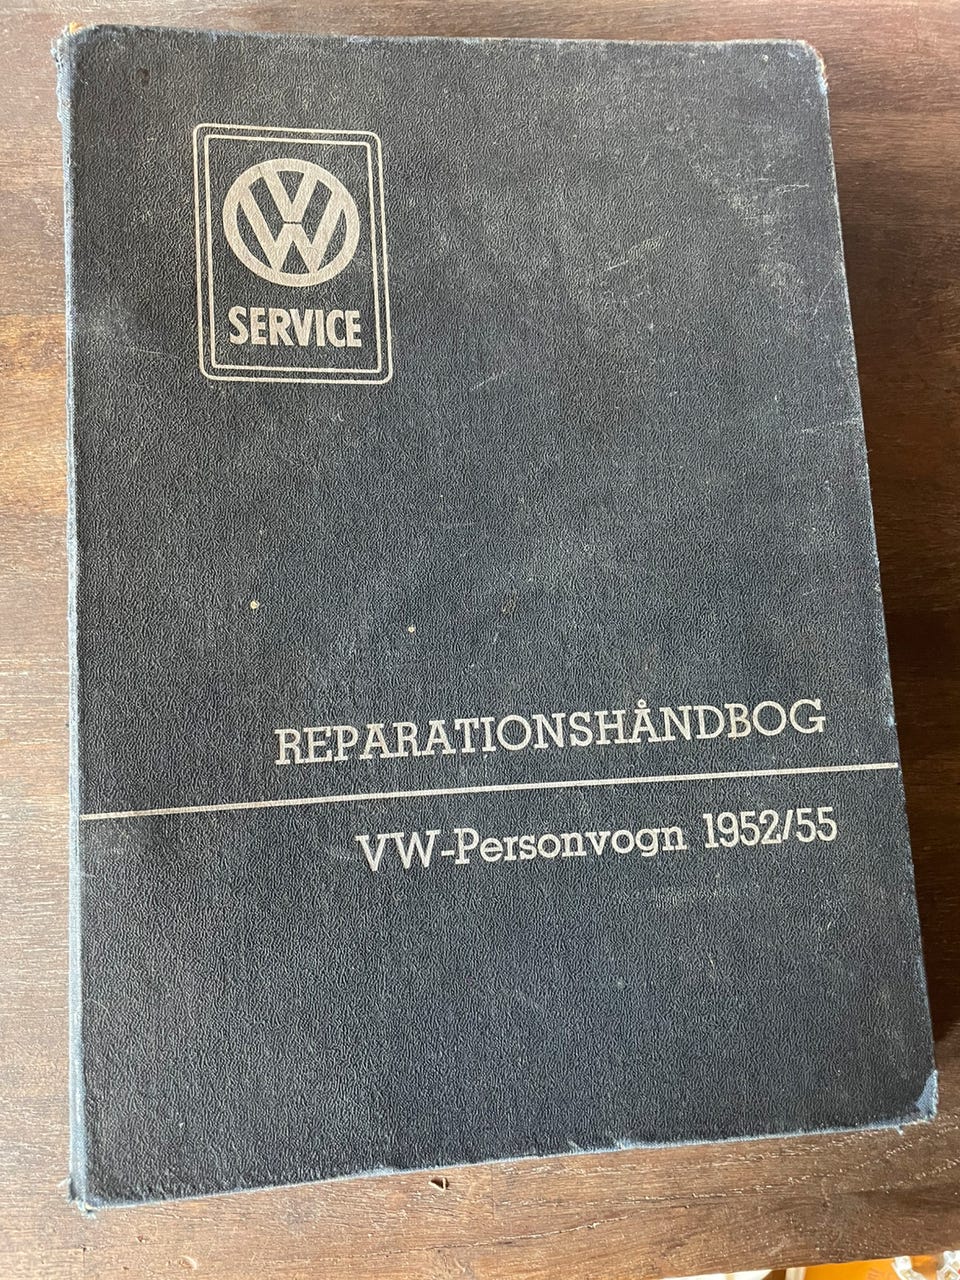 VW
SERVICE
REPARATIONSHÅNDBOG
VW-Personvogn 1952/55